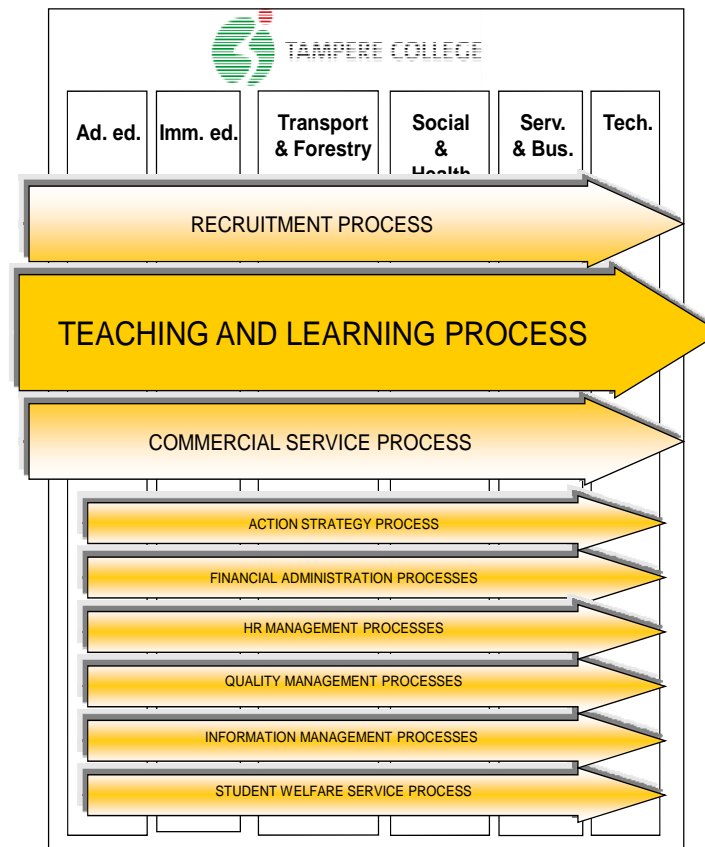 TAMPERE COLLEGE
Ad. ed.
Imm. ed.
Transport
& Forestry
Social
&
Health
Serv.
& Bus.
Tech.
RECRUITMENT PROCESS
TEACHING AND LEARNING PROCESS
COMMERCIAL SERVICE PROCESS
ACTION STRATEGY PROCESS
FINANCIAL ADMINISTRATION PROCESSES
HR MANAGEMENT PROCESSES
QUALITY MANAGEMENT PROCESSES
INFORMATION MANAGEMENT PROCESSES
STUDENT WELFARE SERVICE PROCESS